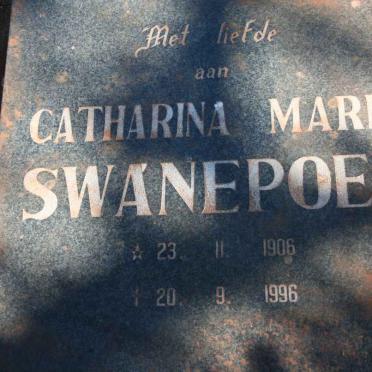 Met liefde
aan
CATHARINA MARI
SWANEPOE
☆ 23. 11. 1906
† 20. 9. 1996